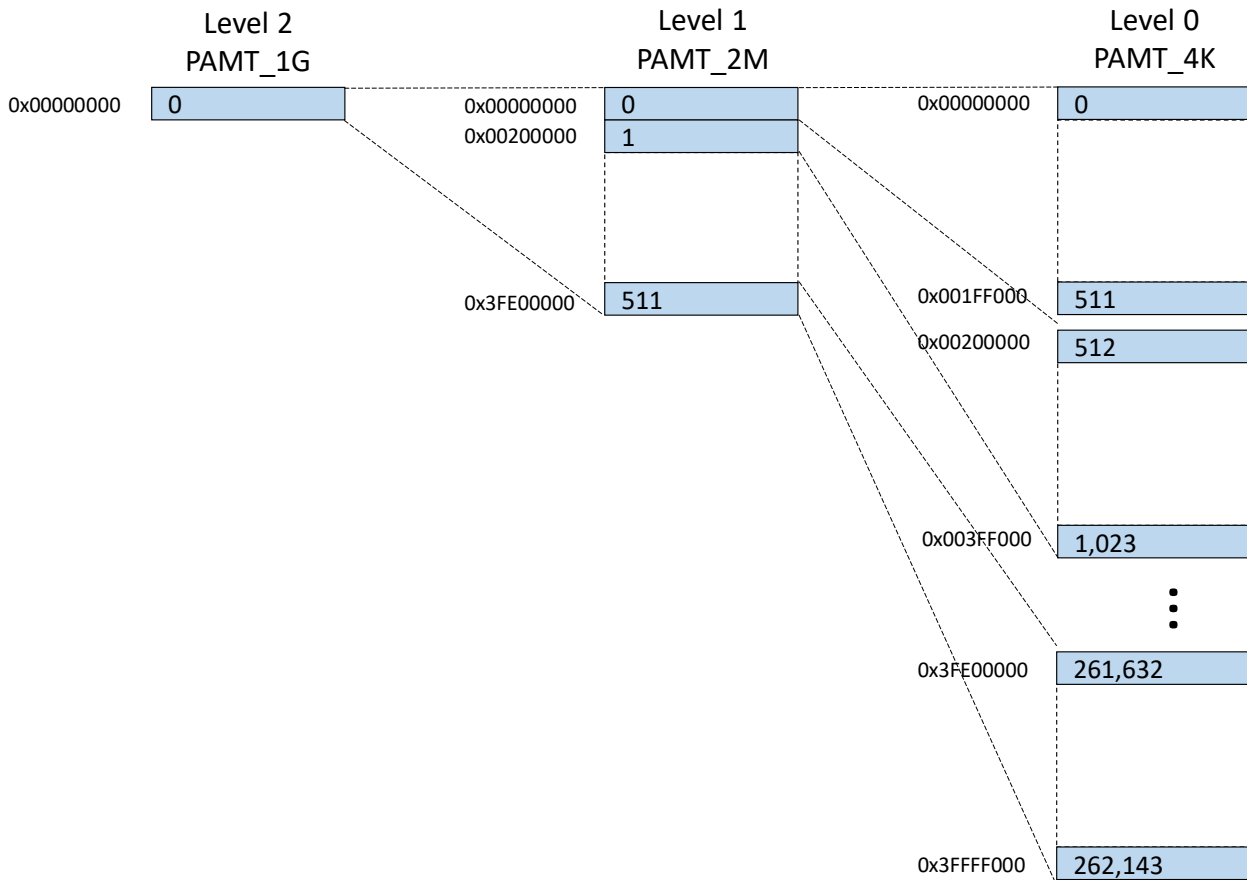 Level 2
PAMT_1G
Level 1
PAMT_2M
Level 0
PAMT_4K
0x00000000
0
0x00000000
0
0x00200000
1
0x3FE00000
511
0x00000000
0
0x001FF000
511
0x00200000
512
0x003FF000
1,023
0x3FE00000
261,632
0x3FFFF000
262,143